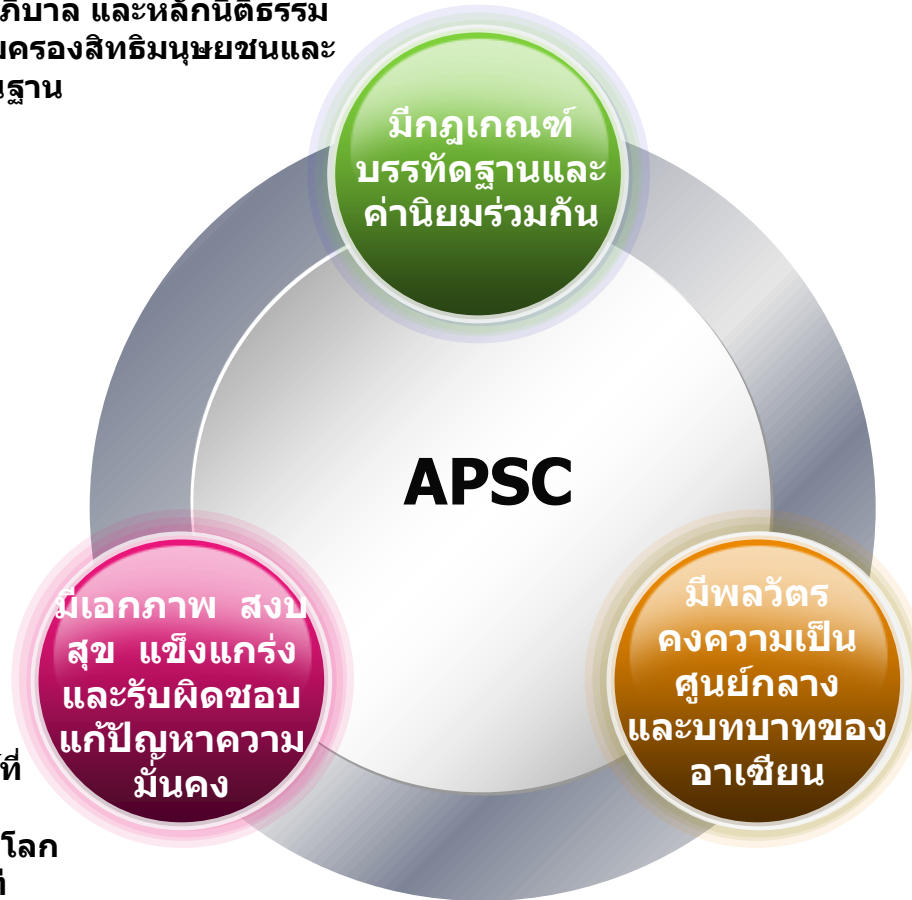 ภิบาล และหลักนิติธรรม
ครองสิทธิมนุษยชนและ
ฐาน
มีกฎเกณฑ์
บรรทัดฐานและ
ค่านิยมร่วมกัน
APSC
มีเอกภาพ สงบ
สุข แข็งแกร่ง
และรับผิดชอบ
แก้ปัญหาความ
มั่นคง
มีพลวัตร
คงความเป็น
ศูนย์กลาง
และบทบาทของ
อาเซียน
ที่
โลก